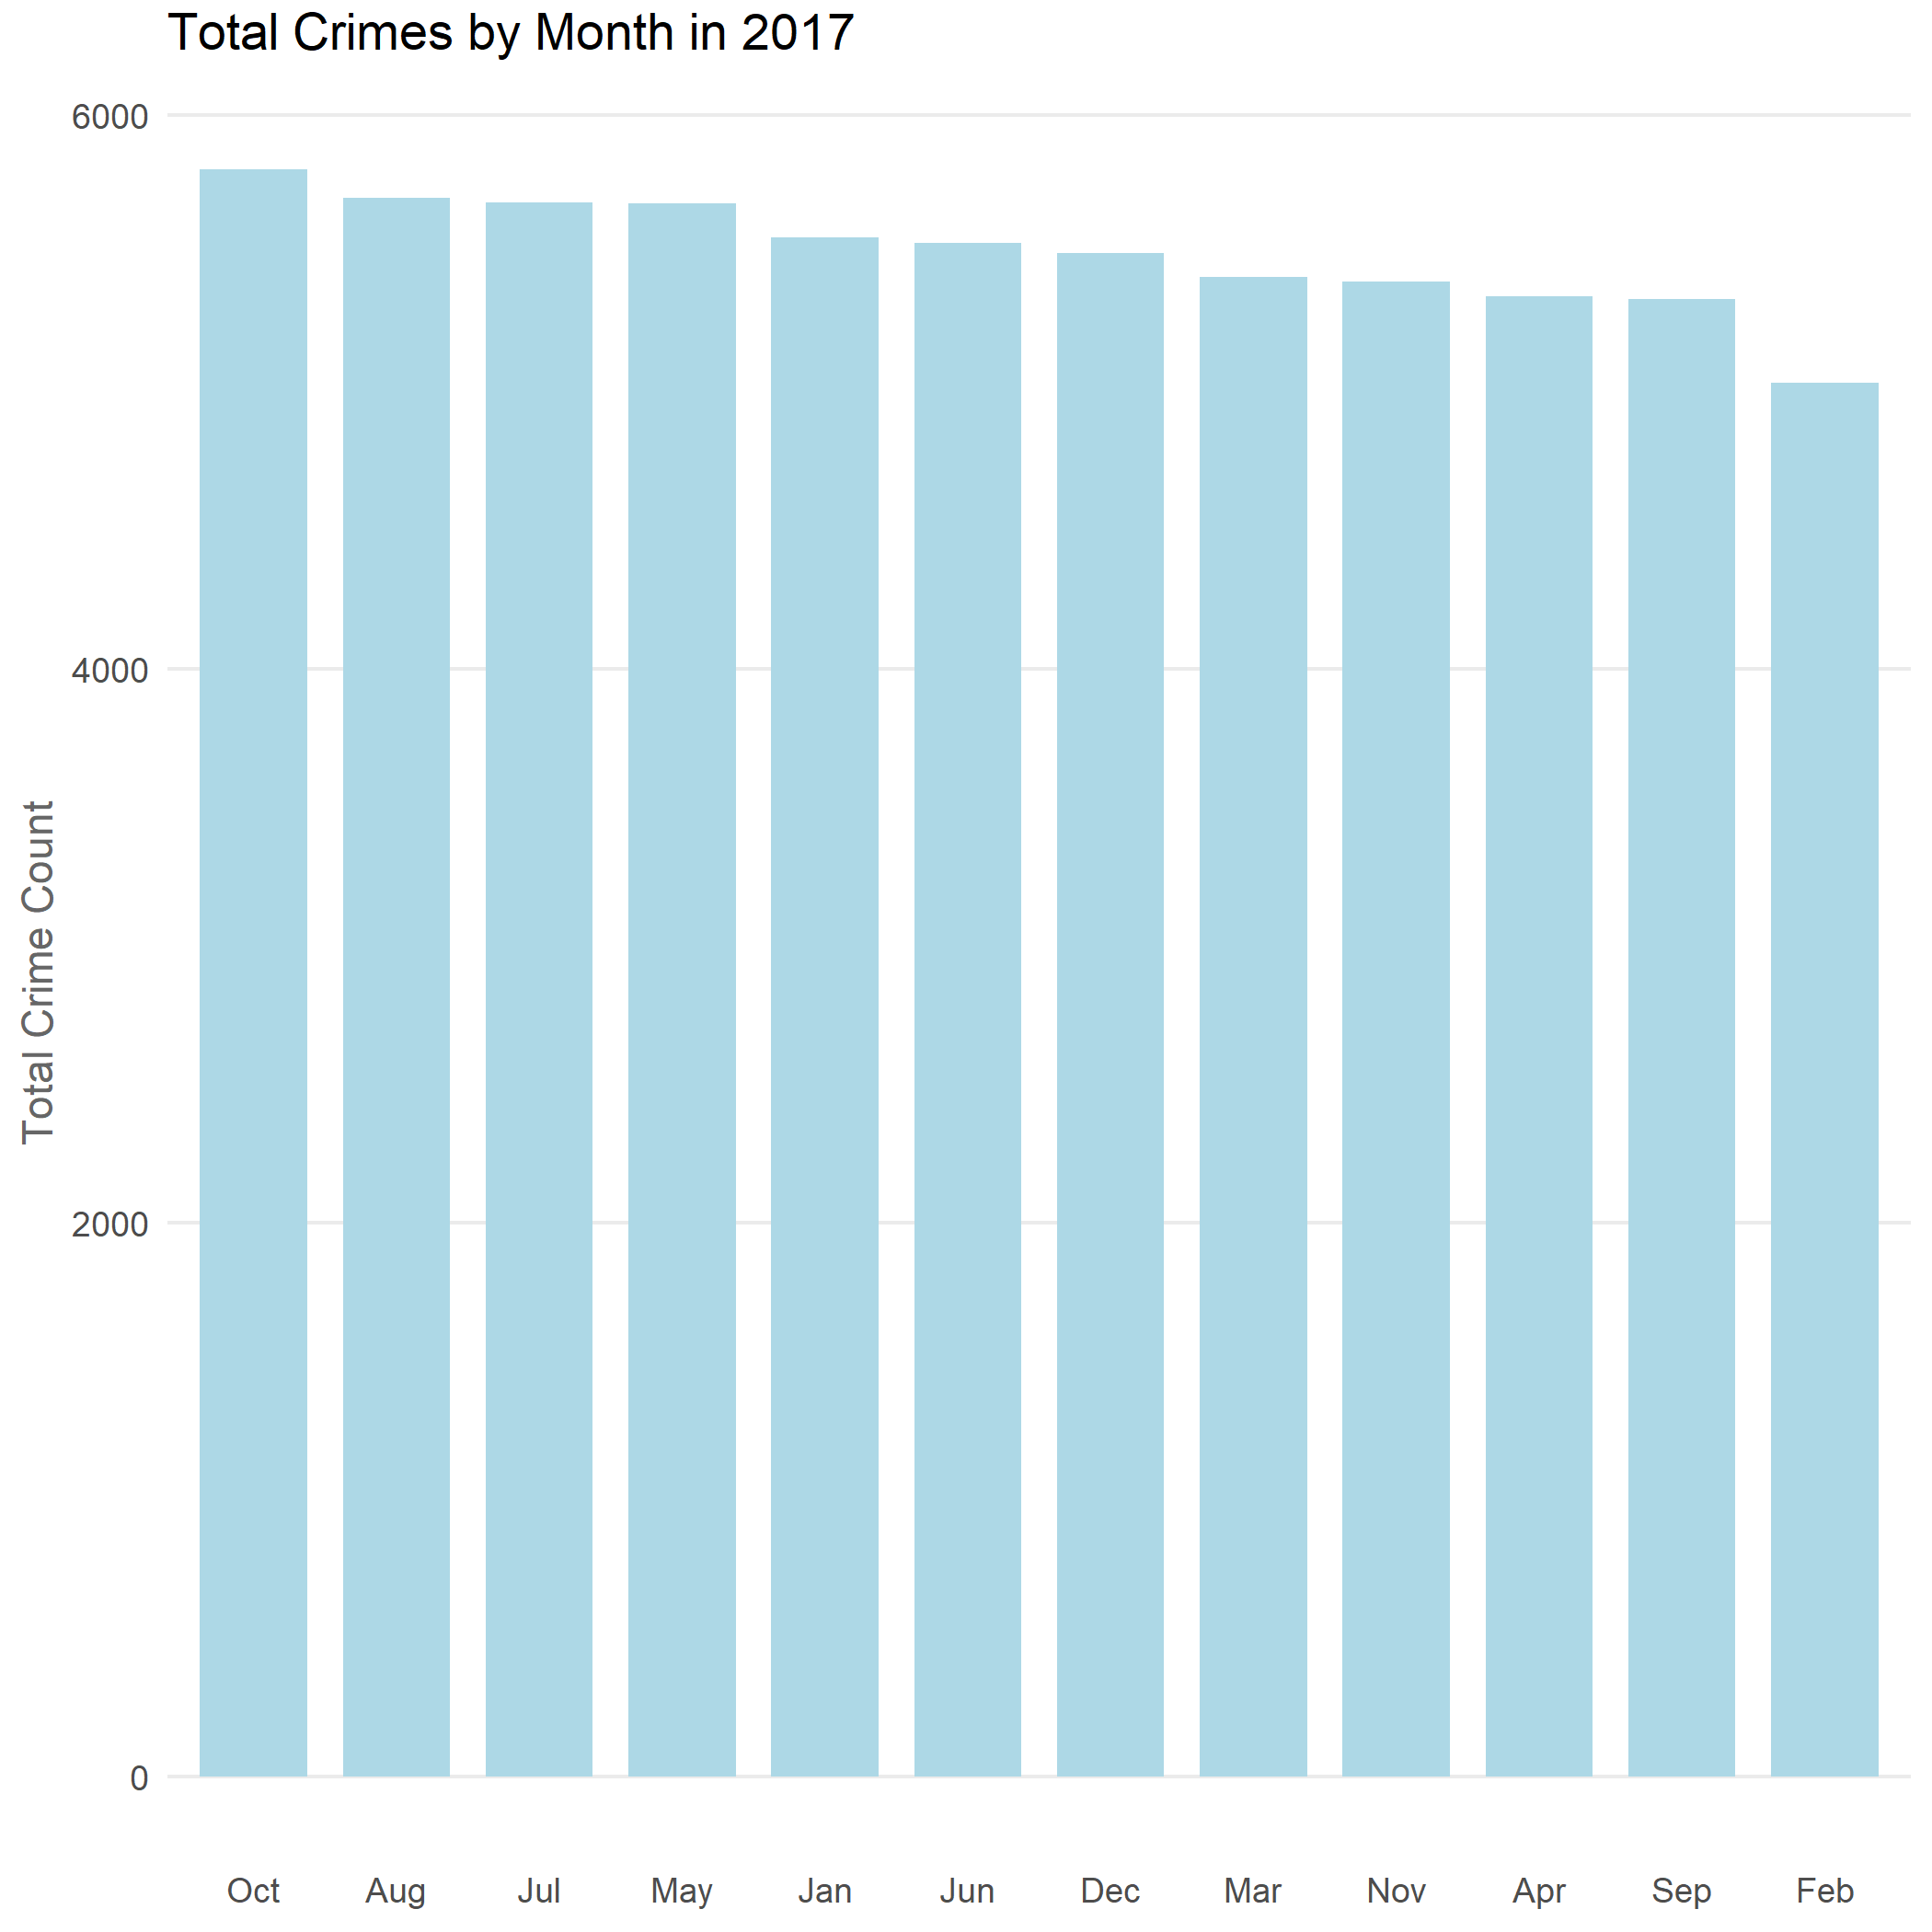 Total Crimes by Month in 2017
Total Crime Count
6000
4000
2000
0
Oct Aug Jul May Jan Jun Dec Mar Nov Apr Sep Feb